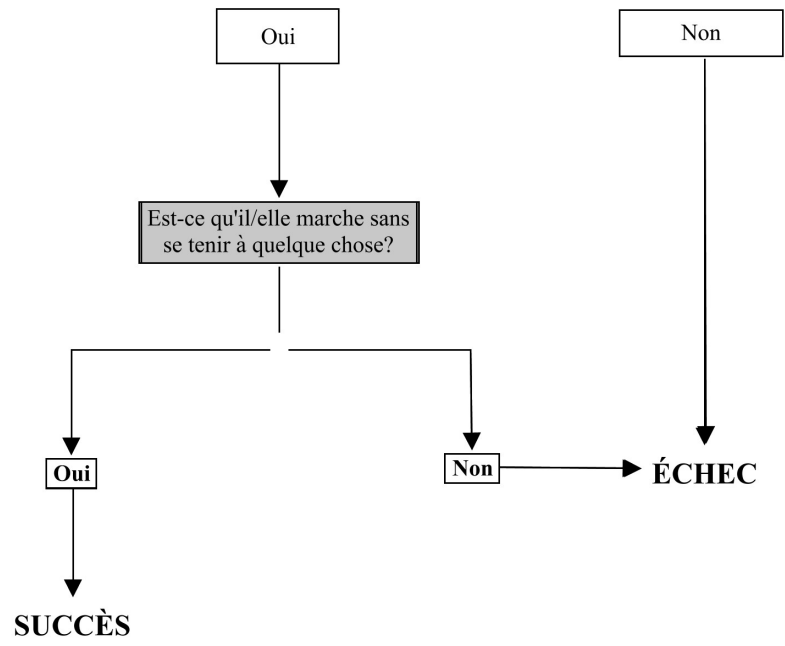 Oui
Non
Est-ce qu'il/elle marche sans
se tenir à quelque chose?
Oui
Non
ÉCHEC
SUCCÈS